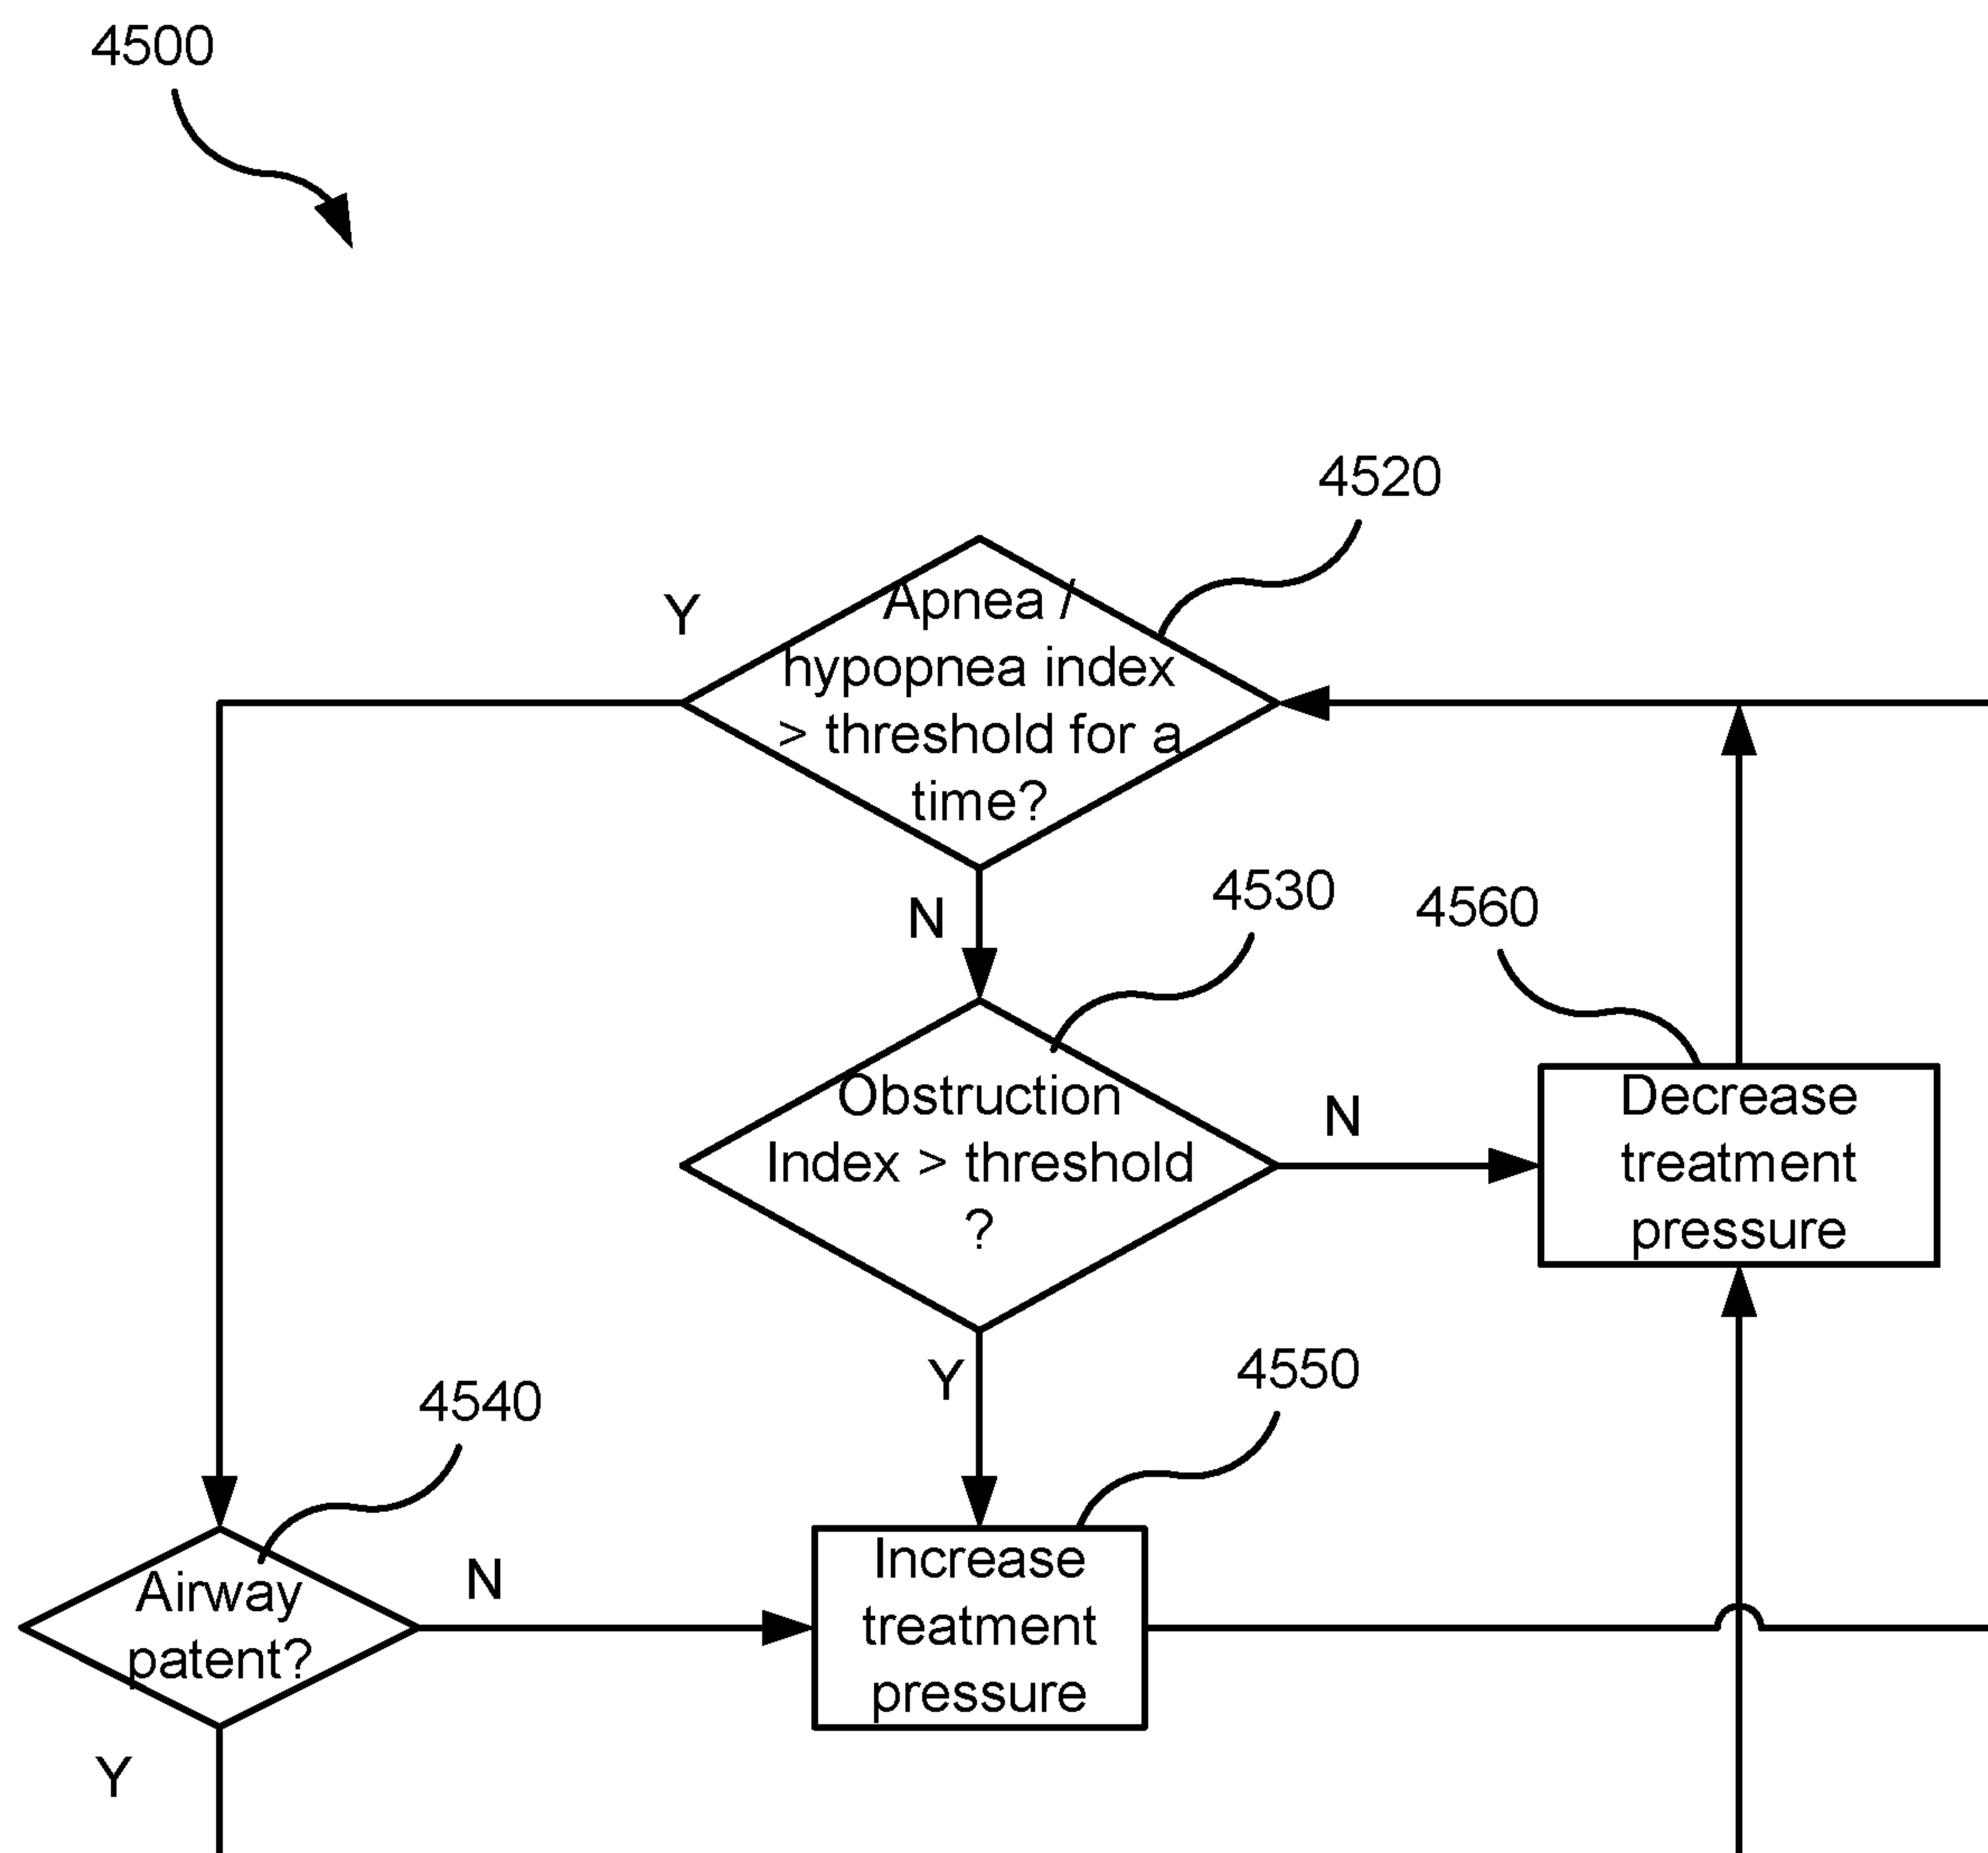 4500
4520
Y
Apnea /
hypopnea index
> threshold for a
time?
N
4530
4560
Obstruction
Index > threshold
?
N
Decrease
treatment
pressure
Y
4550
4540
Airway
patent?
N
Increase
treatment
pressure
Y